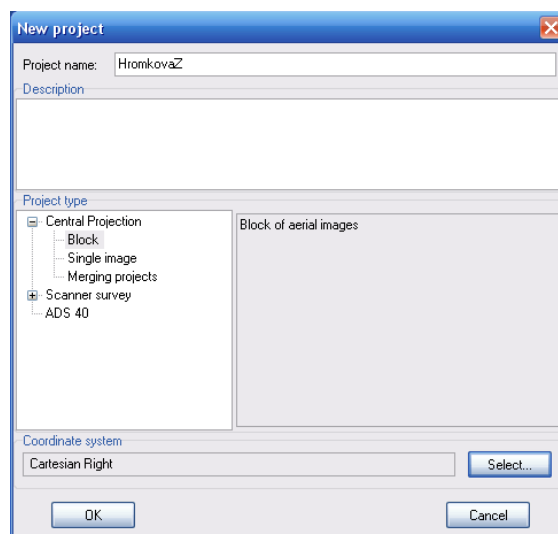 New project
Project name: HromkovaZ
Description
Project type
Central Projection
Block
Single image
Merging projects
Scanner survey
ADS 40
Block of aerial images
Coordinate system
Cartesian Right
Select...
OK
Cancel